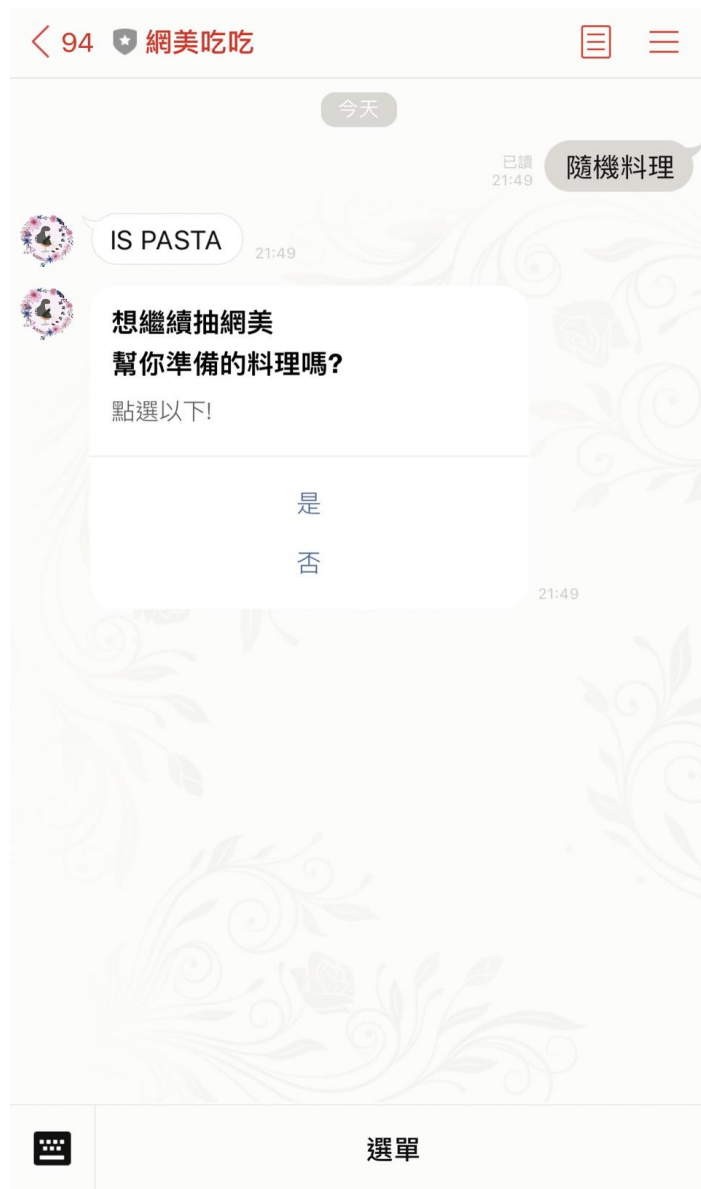 94 網美吃吃
今天
已讀
21:49
隨機料理
IS PASTA
21:49
想繼續抽網美
幫你準備的料理嗎?
點選以下!
是
否
21:49
選單